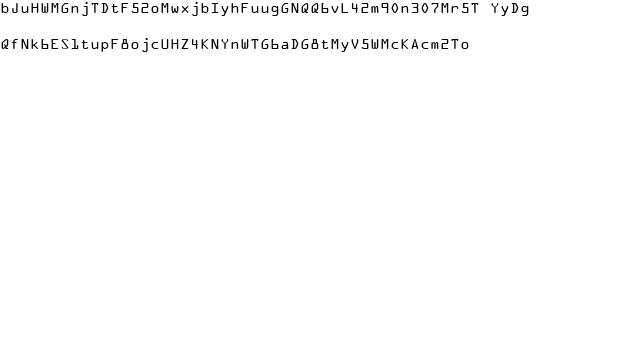 bJuHWMGnjTDtF52oMwxjbIyhFuugGNQQ6vL42m90n307Mr5T YyDg
QfNk6ES1tupF8ojcUHZ4KNYnWTG6aDG8tMyV5WMcKAcm2To